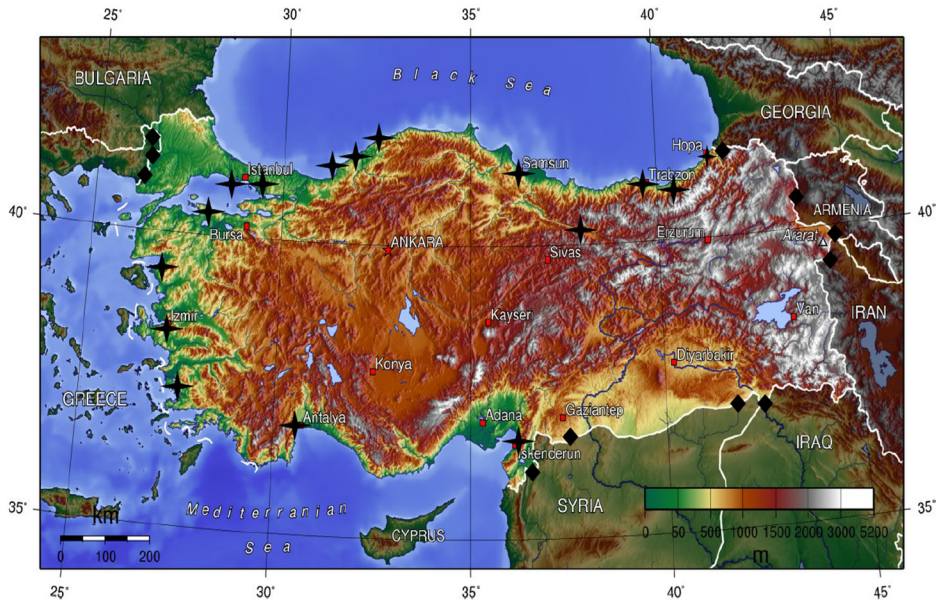 25° 30° 35° 40° 45°
BULGARIA
Black Sea
GEORGIA
Hopa
Istanbul
Samsun
Trabzon
40° 40°
ARMENIA
Bursa
ANKARA
Erzurum
Ararat
Sivas
Izmir
Kayseri
Van
IRAN
Konya
Diyarbakir
GREECE
Antalya
Adana
Gaziantep
Iskenderun
IRAQ
35° 35°
km
Mediterranian
Sea
SYRIA
CYPRUS
0 100 200
0 50 500 1000 1500 2000 3000 5200
m
25° 30° 35° 40° 45°